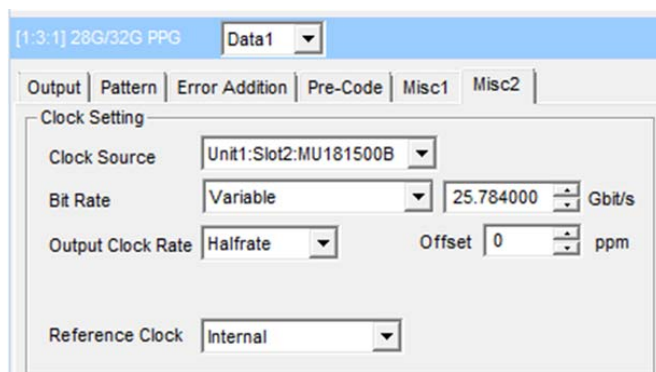 [1:3:1] 28G/32G PPG Data1
Output Pattern Error Addition Pre-Code Misc1 Misc2
Clock Setting
Clock Source Unit1:Slot2:MU181500B
Bit Rate Variable 25.784000 Gbit/s
Output Clock Rate Halfrate Offset 0 ppm
Reference Clock Internal